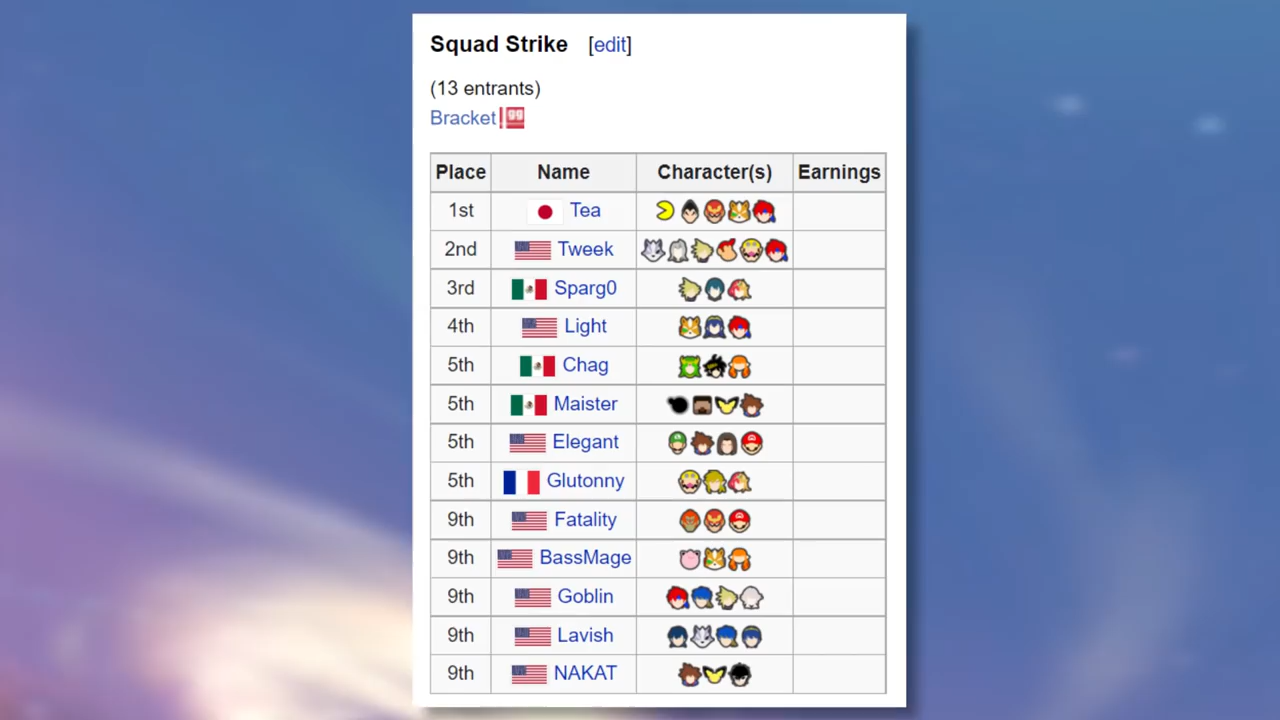 Squad Strike [edit]
(13 entrants)
Bracket gg
Place Name Character(s) Earnings
1st Tea
2nd Tweek
3rd Sparg0
4th Light
5th Chag
5th Maister
5th Elegant
5th Glutonny
9th Fatality
9th BassMage
9th Goblin
9th Lavish
9th NAKAT